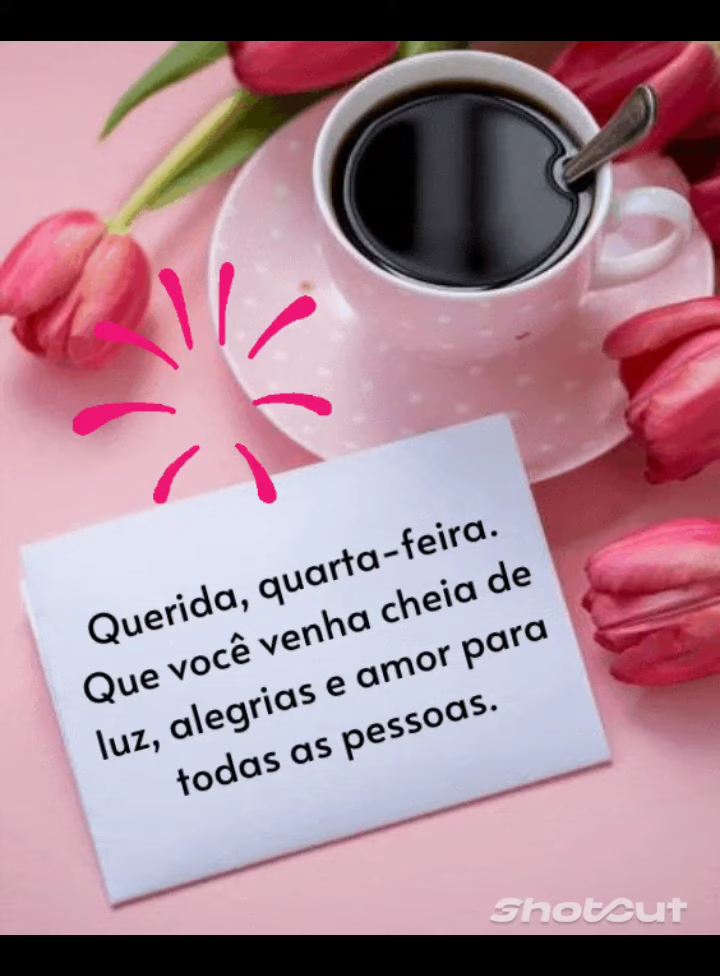 Querida, quarta-feira.
Que você venha cheia de
luz, alegrias e amor para
todas as pessoas.
ShotCut